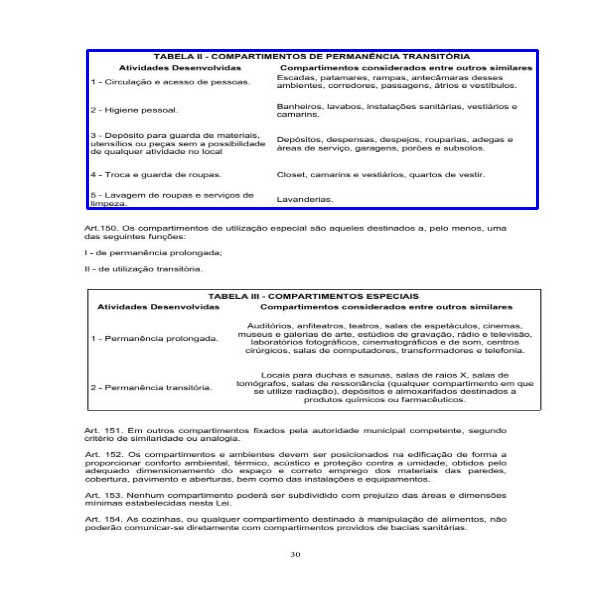 TABELA II - COMPARTIMENTOS DE PERMANÊNCIA TRANSITÓRIA
Atividades Desenvolvidas Compartimentos considerados entre outros similares
1 - Circulação e acesso de pessoas. Escadas, patamares, rampas, antecâmaras desses
ambientes, corredores, passagens, átrios e vestíbulos.
2 - Higiene pessoal. Banheiros, lavabos, instalações sanitárias, vestiários e
camarins.
3 - Depósito para guarda de materiais,
utensílios ou peças sem a possibilidade
de qualquer atividade no local
Depósitos, despensas, despejos, rouparias, adegas e
áreas de serviço, garagens, porões e subsolos.
4 - Troca e guarda de roupas. Closet, camarins e vestiários, quartos de vestir.
5 - Lavagem de roupas e serviços de
limpeza.
Lavanderias.
Art.150. Os compartimentos de utilização especial são aqueles destinados a, pelo menos, uma
das seguintes funções:
I - de permanência prolongada;
II - de utilização transitória.
TABELA III - COMPARTIMENTOS ESPECIAIS
Atividades Desenvolvidas Compartimentos considerados entre outros similares
1 - Permanência prolongada.
Auditórios, anfiteatros, teatros, salas de espetáculos, cinemas,
museus e galerias de arte, estúdios de gravação, rádio e televisão,
laboratórios fotográficos, cinematográficos e de som, centros
cirúrgicos, salas de computadores, transformadores e telefonia.
2 - Permanência transitória.
Locais para duchas e saunas, salas de raios X, salas de
tomógrafos, salas de ressonância (qualquer compartimento em que
se utilize radiação), depósitos e almoxarifados destinados a
produtos químicos ou farmacêuticos.
Art. 151. Em outros compartimentos fixados pela autoridade municipal competente, segundo
critério de similaridade ou analogia.
Art. 152. Os compartimentos e ambientes devem ser posicionados na edificação de forma a
proporcionar conforto ambiental, térmico, acústico e proteção contra a umidade, obtidos pelo
adequado dimensionamento do espaço e correto emprego dos materiais das paredes,
cobertura, pavimento e aberturas, bem como das instalações e equipamentos.
Art. 153. Nenhum compartimento poderá ser subdividido com prejuízo das áreas e dimensões
mínimas estabelecidas nesta Lei.
Art. 154. As cozinhas, ou qualquer compartimento destinado à manipulação de alimentos, não
poderão comunicar-se diretamente com compartimentos providos de bacias sanitárias.
30